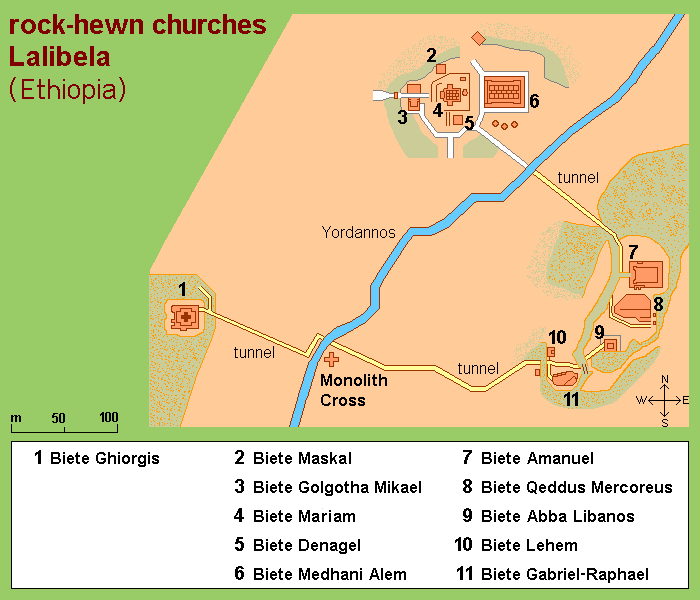 rock-hewn churches
Lalibela
(Ethiopia)
2
6
4
3
5
tunnel
Yordannos
7
1
8
10
9
tunnel
tunnel
Monolith
Cross
11
N
W E
S
m 50 100
1 Biete Ghiorgis
2 Biete Maskal
3 Biete Golgotha Mikael
4 Biete Mariam
5 Biete Denagel
6 Biete Medhani Alem
7 Biete Amanuel
8 Biete Qeddus Mercoreus
9 Biete Abba Libanos
10 Biete Lehem
11 Biete Gabriel-Raphael